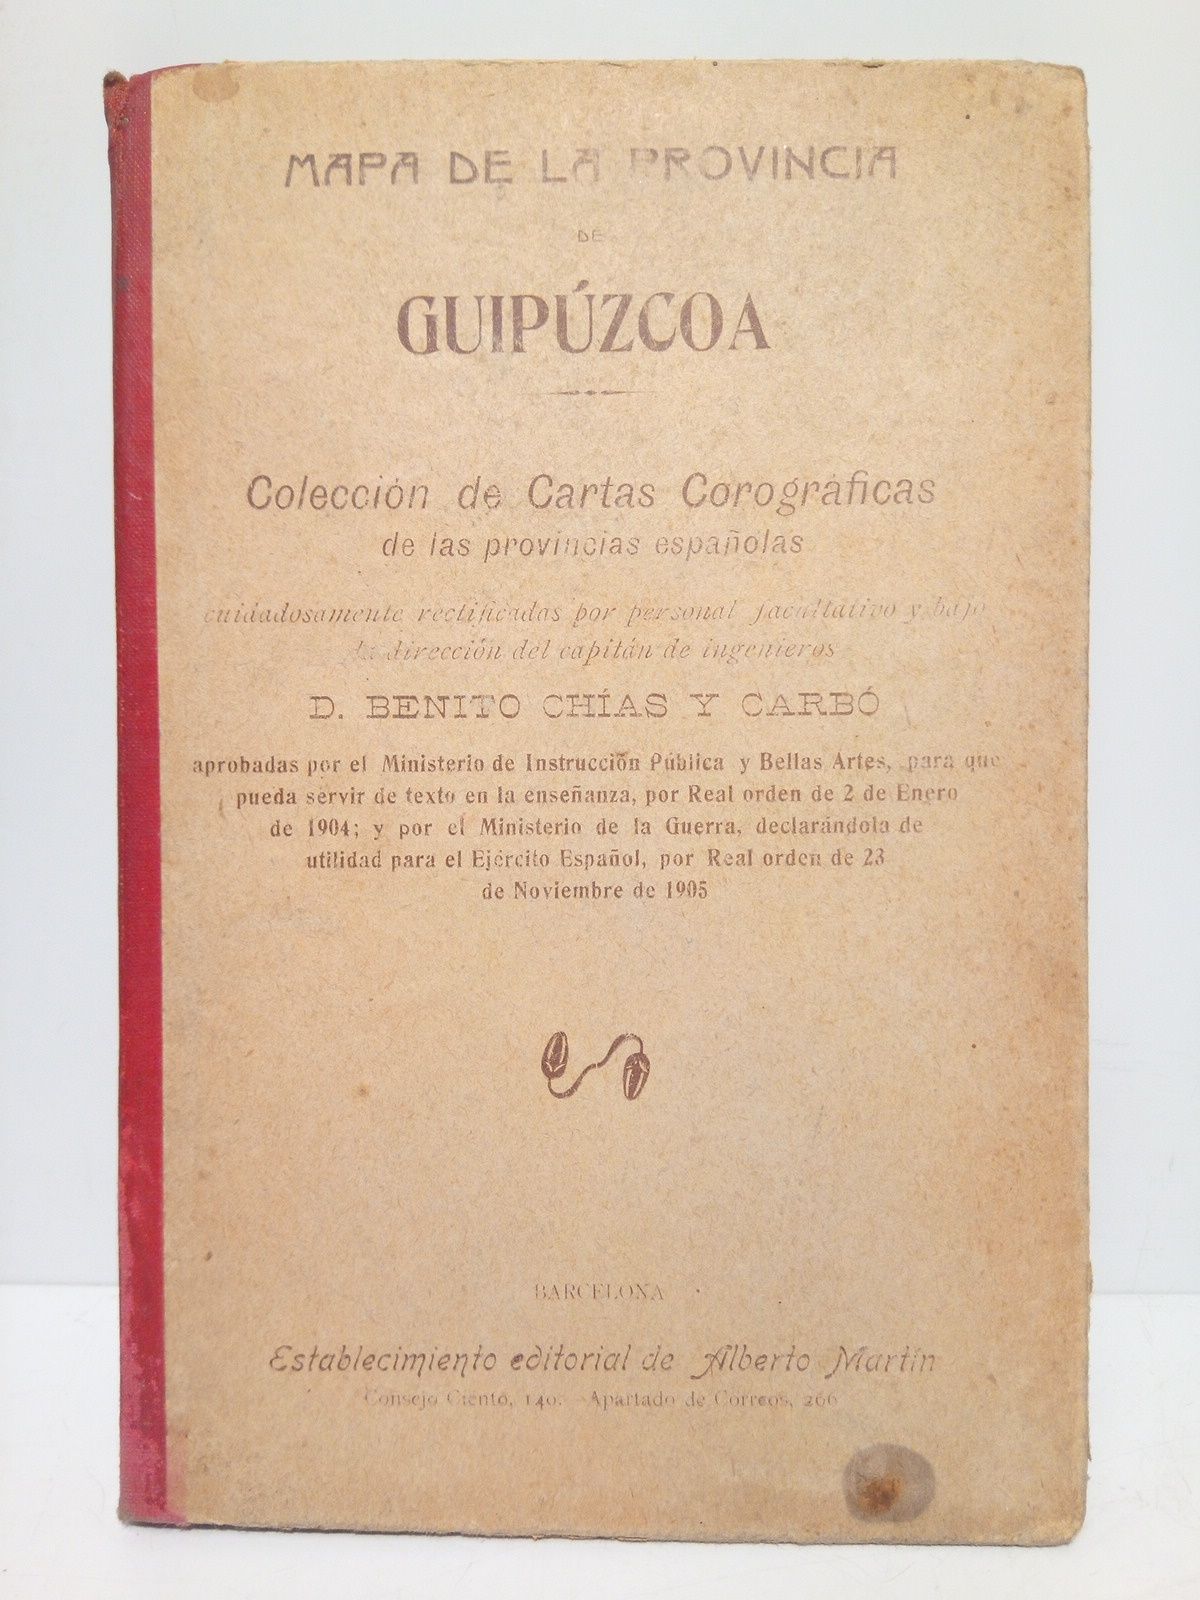 MAPA DE LA PROVINCIA
DE
GUIPÚZCOA
Colección de Cartas Corográficas
de las provincias españolas
cuidadosamente rectificadas por personal facultativo y bajo
la dirección del capitán de ingenieros
D. BENITO CHÍAS Y CARBÓ
aprobadas por el Ministerio de Instrucción Pública y Bellas Artes, para que
pueda servir de texto en la enseñanza, por Real orden de 2 de Enero
de 1904; y por el Ministerio de la Guerra, declarándola de
utilidad para el Ejército Español, por Real orden de 23
de Noviembre de 1905
BARCELONA
Establecimiento editorial de Alberto Martín
Consejo Ciento, 140. - Apartado de Correos, 266